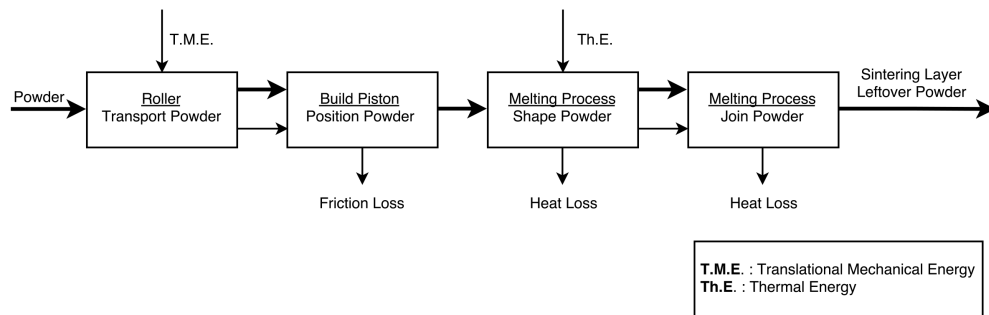 T.M.E.
Th.E.
Powder
Roller
Transport Powder
Build Piston
Position Powder
Melting Process
Shape Powder
Melting Process
Join Powder
Sintering Layer
Leftover Powder
Friction Loss
Heat Loss
Heat Loss
T.M.E. : Translational Mechanical Energy
Th.E. : Thermal Energy